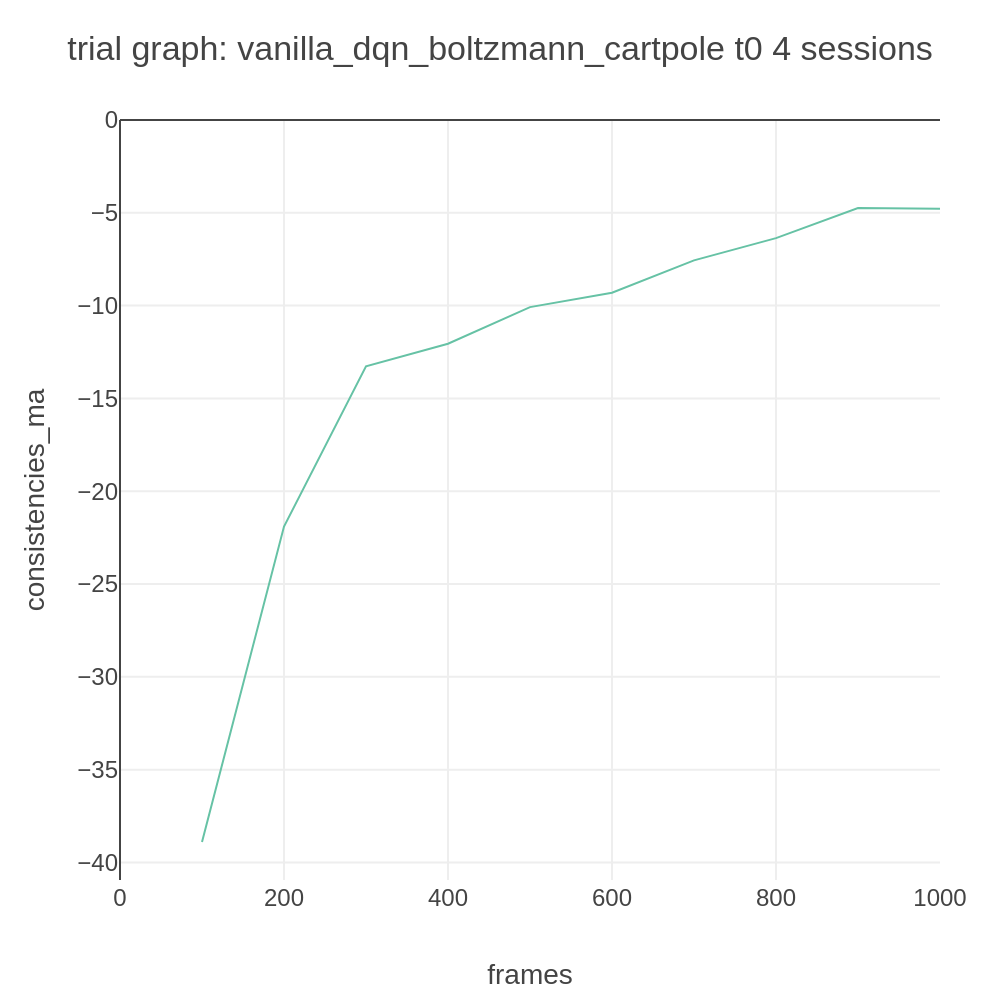 trial graph: vanilla_dqn_boltzmann_cartpole t0 4 sessions
0
−5
−10
−15
−20
−25
−30
−35
−40
consistencies_ma
0 200 400 600 800 1000
frames